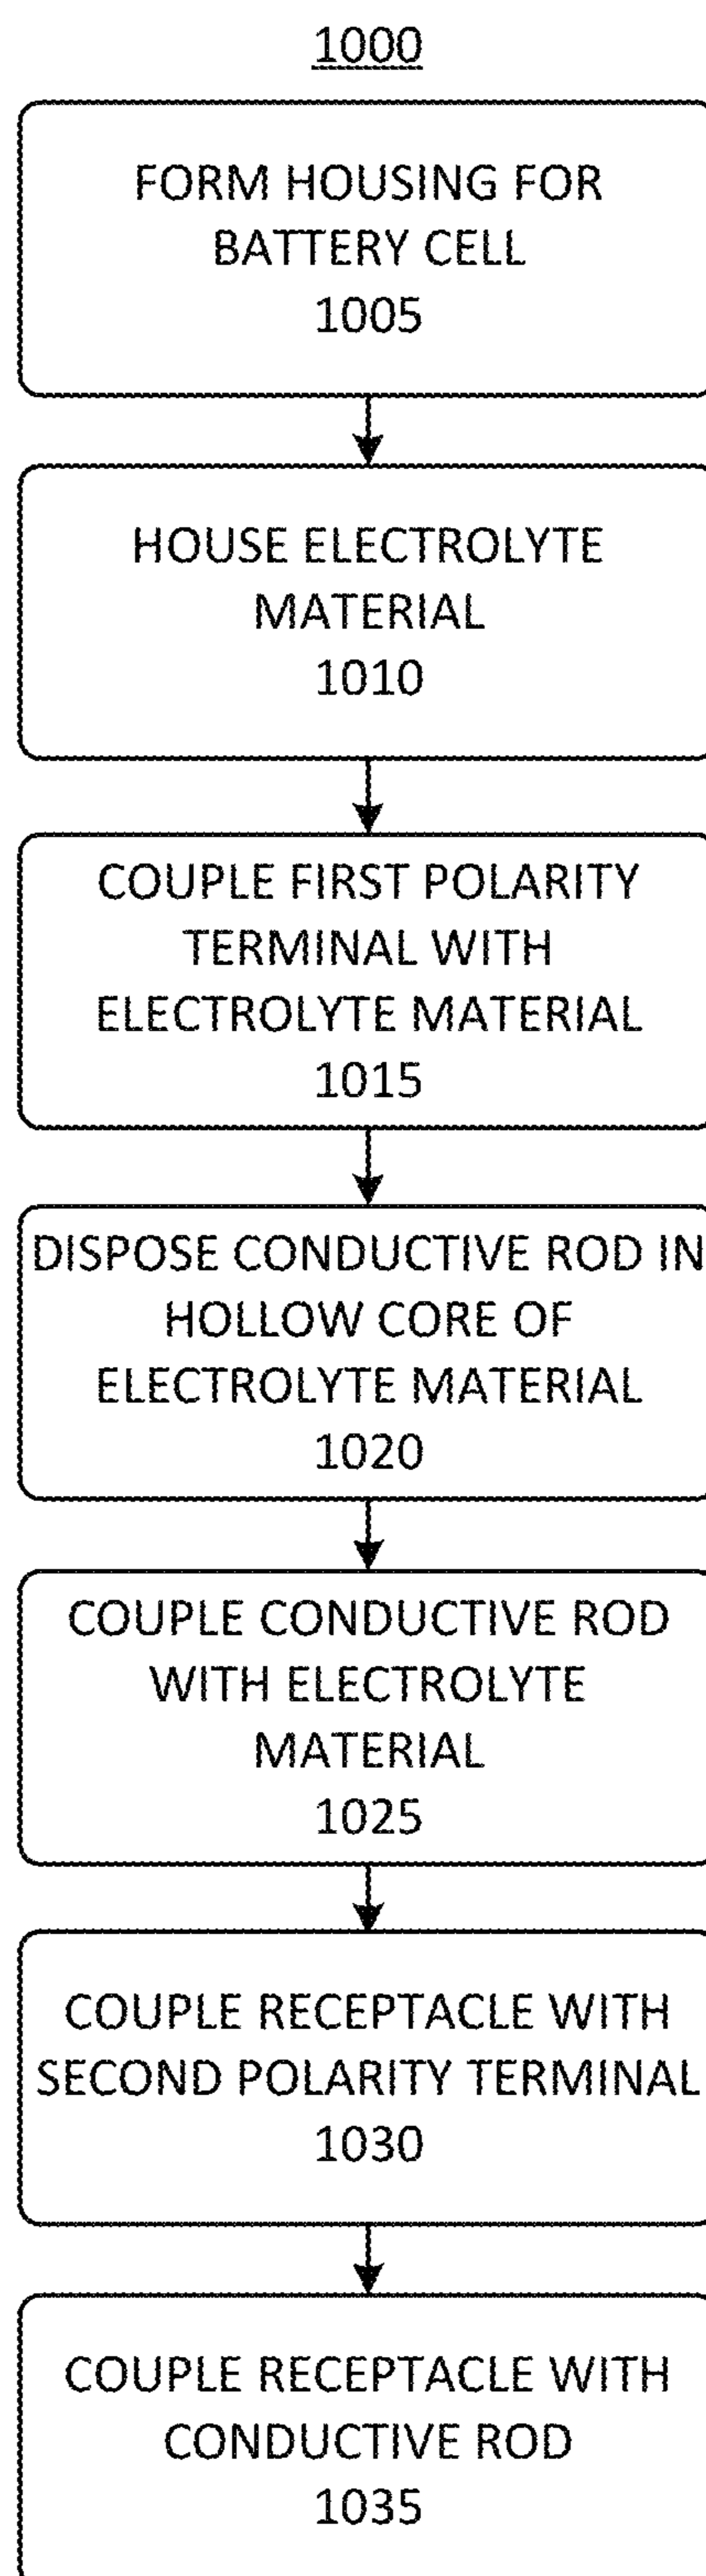 1000
FORM HOUSING FOR
BATTERY CELL
1005
HOUSE ELECTROLYTE
MATERIAL
1010
COUPLE FIRST POLARITY
TERMINAL WITH
ELECTROLYTE MATERIAL
1015
DISPOSE CONDUCTIVE ROD IN
HOLLOW CORE OF
ELECTROLYTE MATERIAL
1020
COUPLE CONDUCTIVE ROD
WITH ELECTROLYTE
MATERIAL
1025
COUPLE RECEPTACLE WITH
SECOND POLARITY TERMINAL
1030
COUPLE RECEPTACLE WITH
CONDUCTIVE ROD
1035